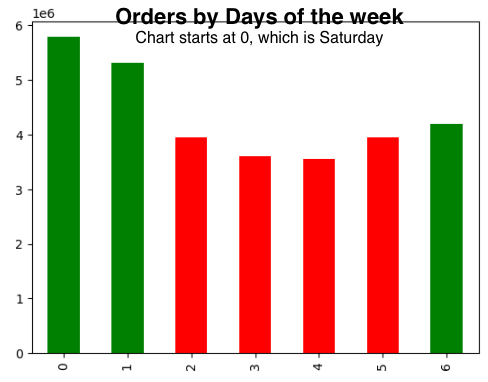 Orders by Days of the week
Chart starts at 0, which is Saturday
1e6
6
5
4
3
2
1
0
0 1 2 3 4 5 6